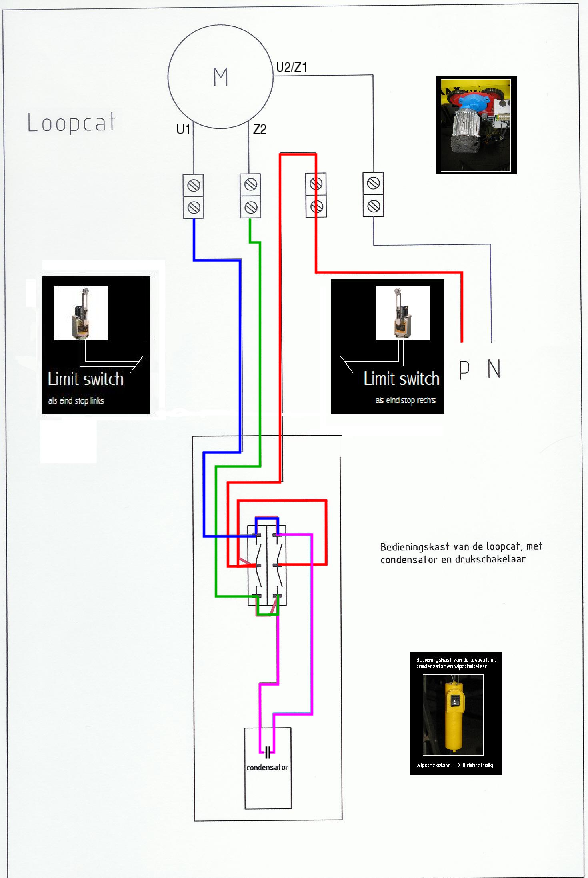 M
U2/Z1
Loopcat
U1
Z2
Limit switch
als eind stop links
Limit switch
als eind stop rechts
P N
Bedieningskast van de loopcat, met
condensator en drukschakelaar
condensator